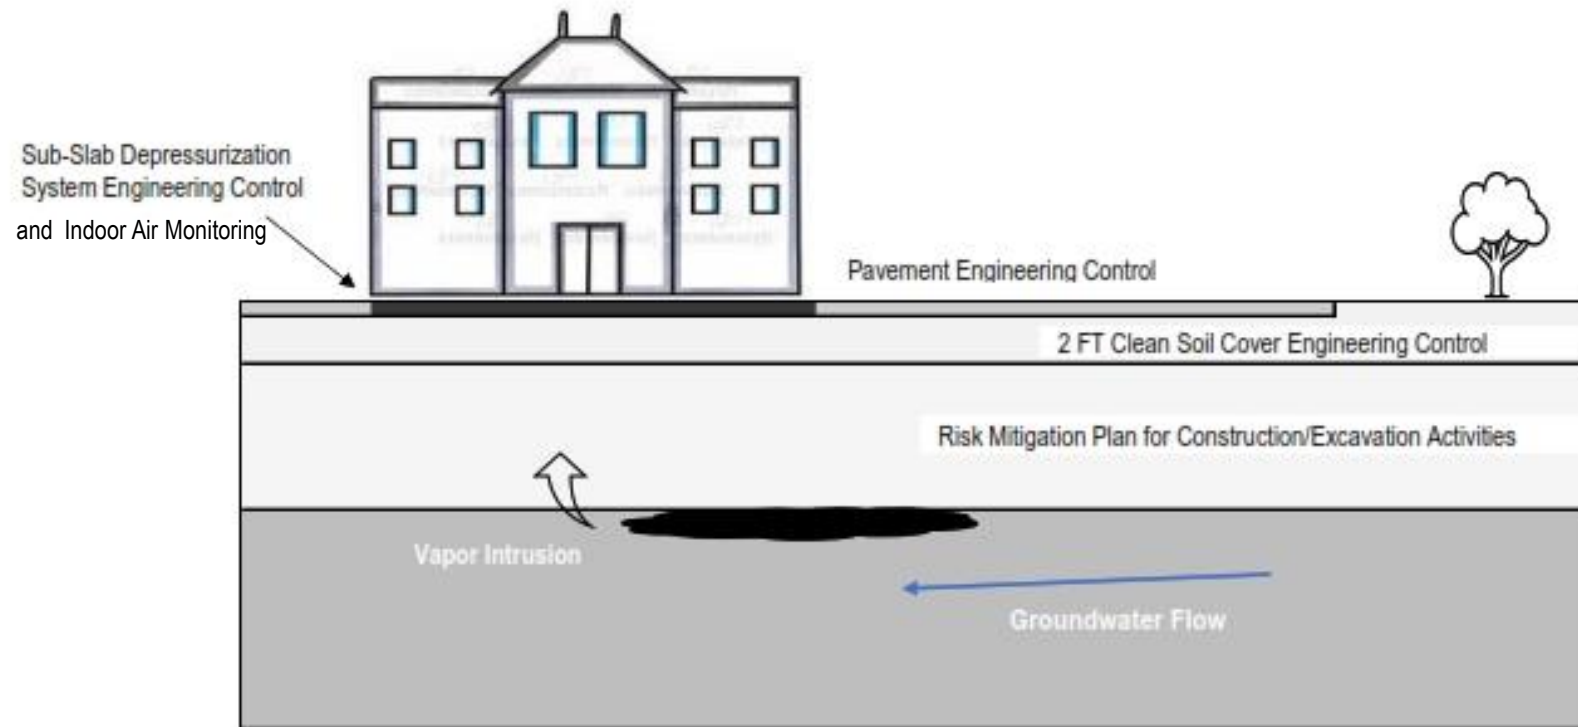 Sub-Slab Depressurization
System Engineering Control
and Indoor Air Monitoring
Pavement Engineering Control
2 FT Clean Soil Cover Engineering Control
Risk Mitigation Plan for Construction/Excavation Activities
Vapor Intrusion
Groundwater Flow